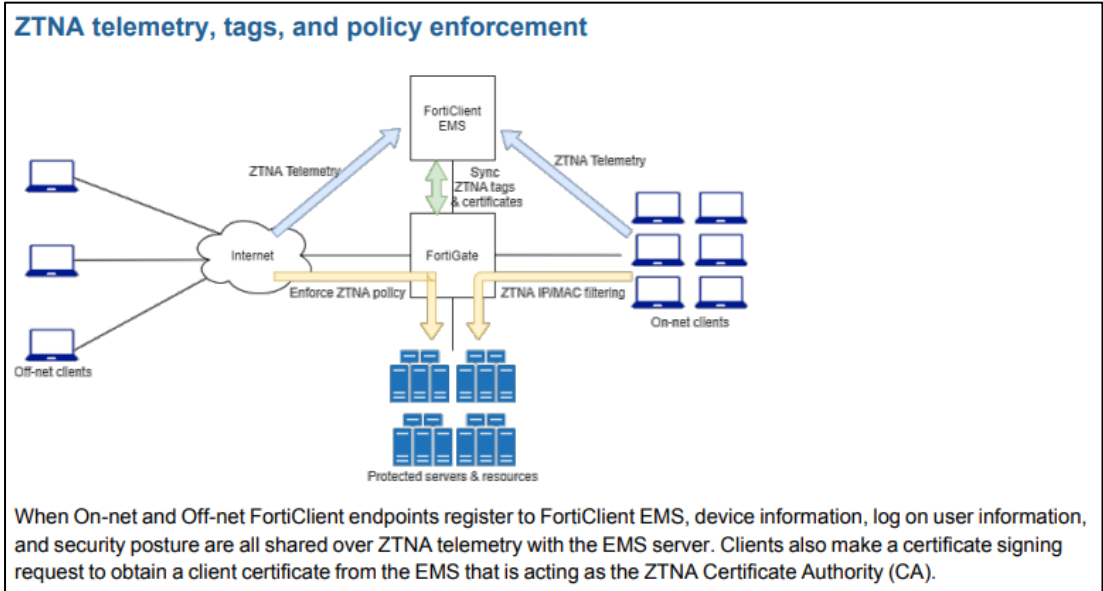 ZTNA telemetry, tags, and policy enforcement
FortiClient
EMS
ZTNA Telemetry
ZTNA Telemetry
Sync
ZTNA tags
& certificates
Internet
FortiGate
Enforce ZTNA policy
ZTNA IP/MAC filtering
On-net clients
Off-net clients
Protected servers & resources
When On-net and Off-net FortiClient endpoints register to FortiClient EMS, device information, log on user information,
and security posture are all shared over ZTNA telemetry with the EMS server. Clients also make a certificate signing
request to obtain a client certificate from the EMS that is acting as the ZTNA Certificate Authority (CA).